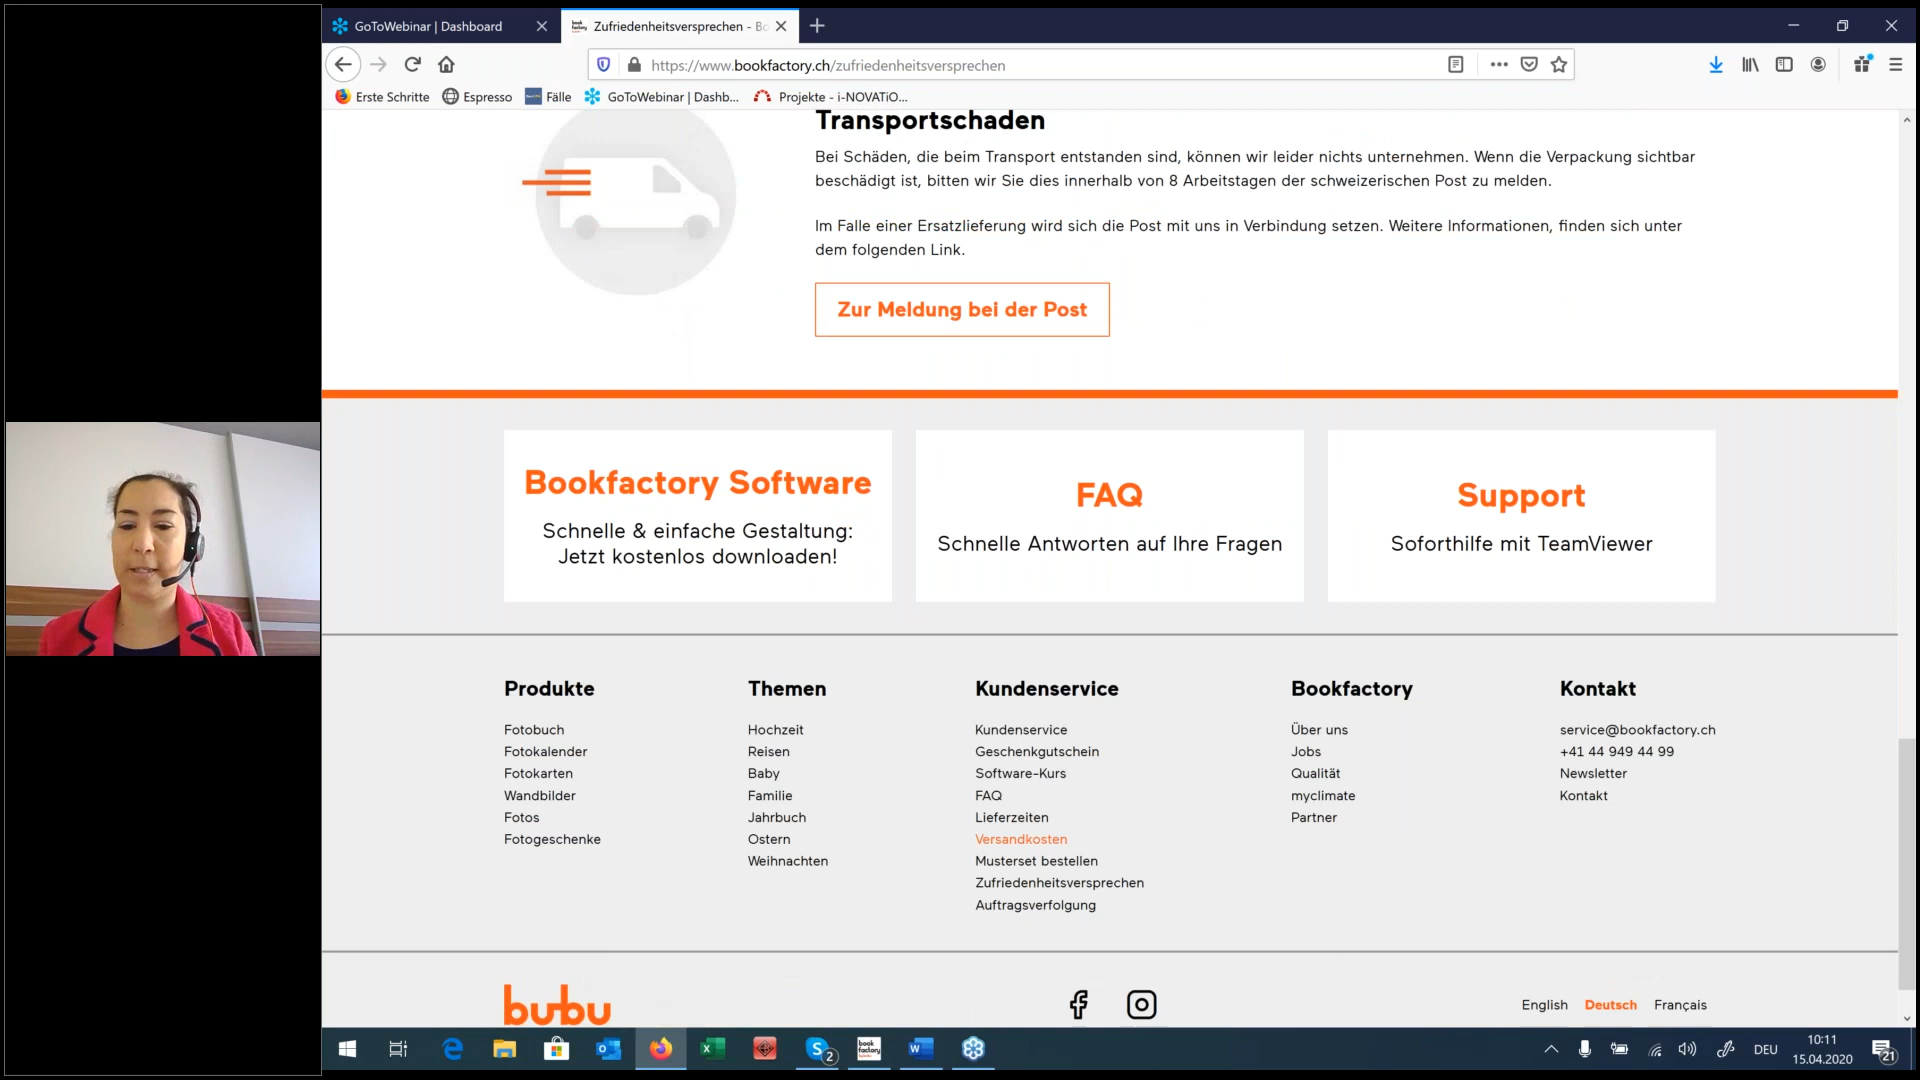 GoToWebinar | Dashboard
Zufriedenheitsversprechen - Bo
https://www.bookfactory.ch/zufriedenheitsversprechen
Erste Schritte
Espresso
Fälle
GoToWebinar | Dashb...
Projekte - i-NOVATiO...
Transportschaden
Bei Schäden, die beim Transport entstanden sind, können wir leider nichts unternehmen. Wenn die Verpackung sichtbar
beschädigt ist, bitten wir Sie dies innerhalb von 8 Arbeitstagen der schweizerischen Post zu melden.
Im Falle einer Ersatzlieferung wird sich die Post mit uns in Verbindung setzen. Weitere Informationen, finden sich unter
dem folgenden Link.
Zur Meldung bei der Post
Bookfactory Software
Schnelle & einfache Gestaltung:
Jetzt kostenlos downloaden!
FAQ
Schnelle Antworten auf Ihre Fragen
Support
Soforthilfe mit TeamViewer
Produkte
Fotobuch
Fotokalender
Fotokarten
Wandbilder
Fotos
Fotogeschenke
Themen
Hochzeit
Reisen
Baby
Familie
Jahrbuch
Ostern
Weihnachten
Kundenservice
Kundenservice
Geschenkgutschein
Software-Kurs
FAQ
Lieferzeiten
Versandkosten
Musterset bestellen
Zufriedenheitsversprechen
Auftragsverfolgung
Bookfactory
Über uns
Jobs
Qualität
myclimate
Partner
Kontakt
service@bookfactory.ch
+41 44 949 44 99
Newsletter
Kontakt
bubu
English
Deutsch
Français
2
book
factory
DEU
10:11
15.04.2020
21